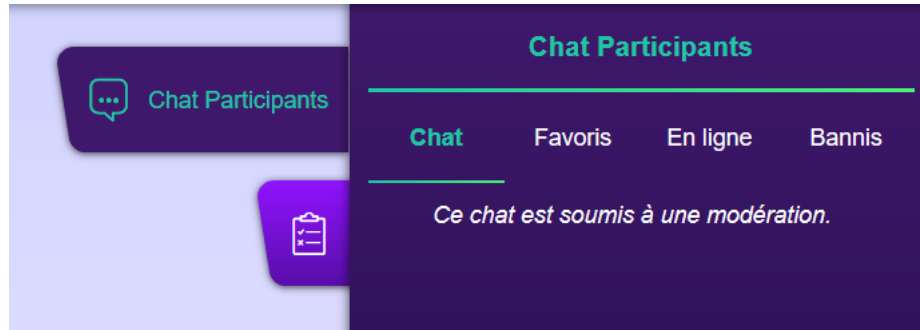 Chat Participants
Chat Participants
Chat Favoris En ligne Bannis
Ce chat est soumis à une modération.